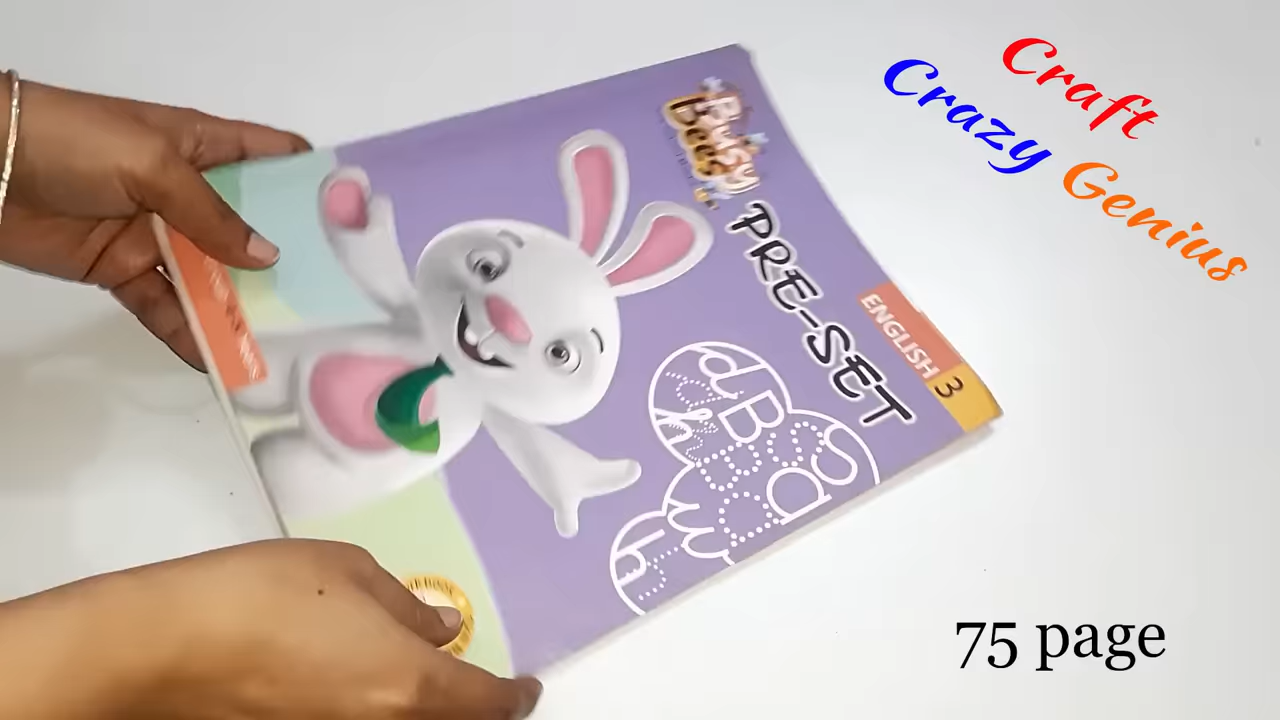 Craft
Crazy Genius
Busy
Bees
PRE-SET
ENGLISH 3
d B
h
a
h
75 page